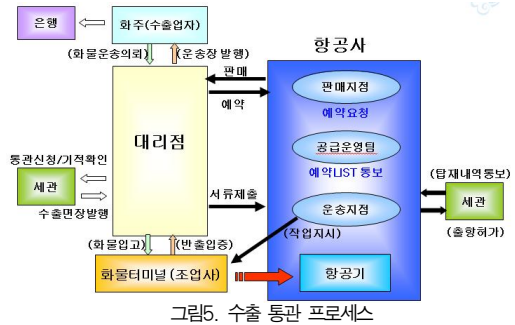 은행
화주(수출업자)
(화물운송의뢰)
(운송장 발행)
항공사
판매
예약
판매지점
예약요청
대리점
공급운영팀
예약LIST 통보
통관신청/기적확인
세관
수출면장발행
서류제출
운송지점
(탑재내역통보)
세관
(출항허가)
(작업지시)
(화물입고)
(반출입증)
화물터미널 (조업사)
항공기
그림5. 수출 통관 프로세스